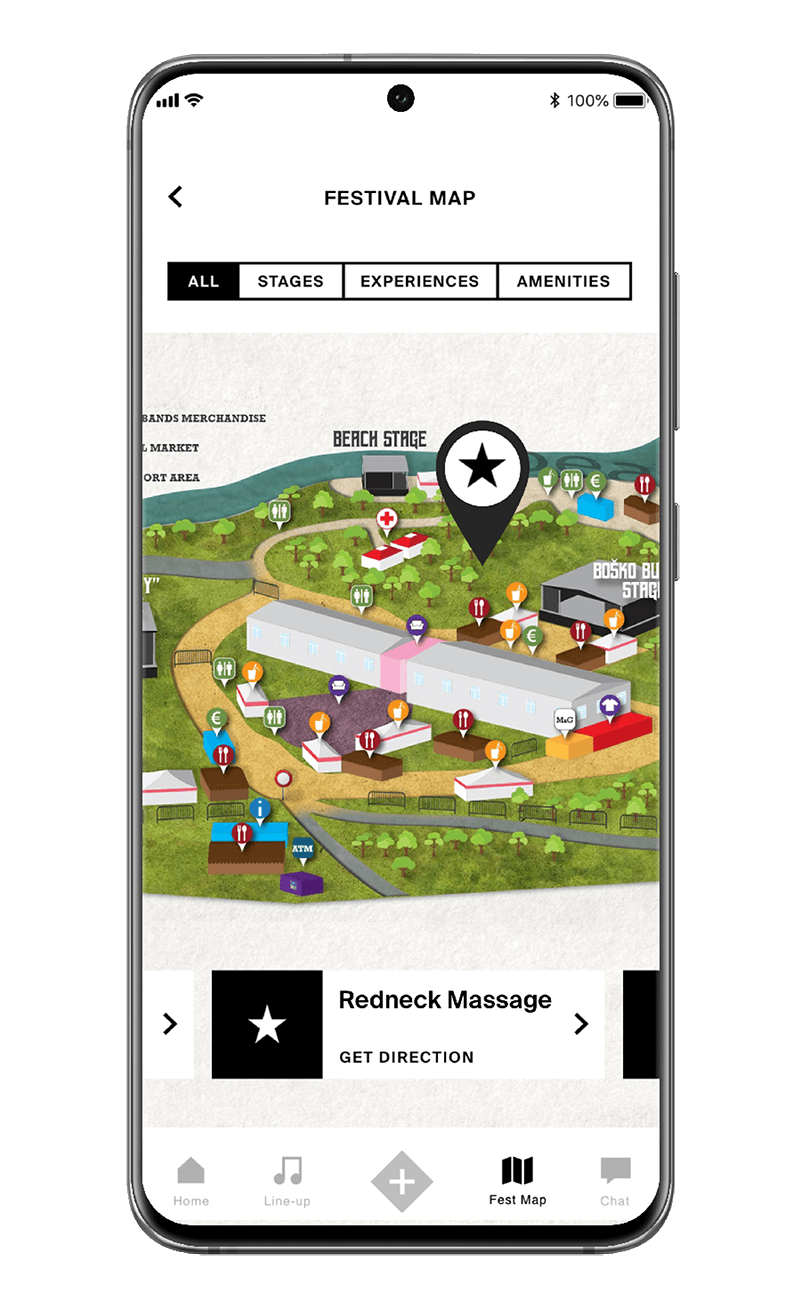 100%
FESTIVAL MAP
ALL STAGES EXPERIENCES AMENITIES
BANDS MERCHANDISE
BEACH STAGE
L MARKET
ORT AREA
€
BOŠKO BU
STAG
Y"
€
M&G
€
i
ATM
Redneck Massage
GET DIRECTION
Home Line-up Fest Map Chat